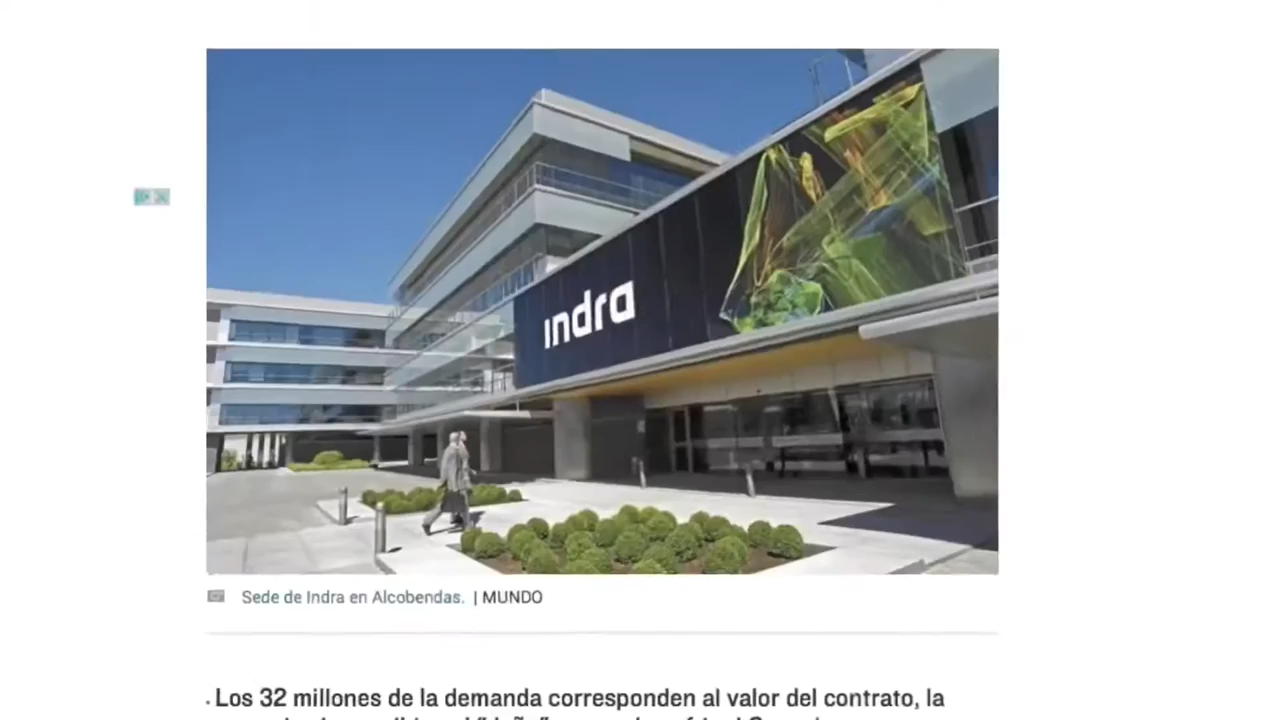 indra
Sede de Indra en Alcobendas. | MUNDO
Los 32 millones de la demanda corresponden al valor del contrato, la